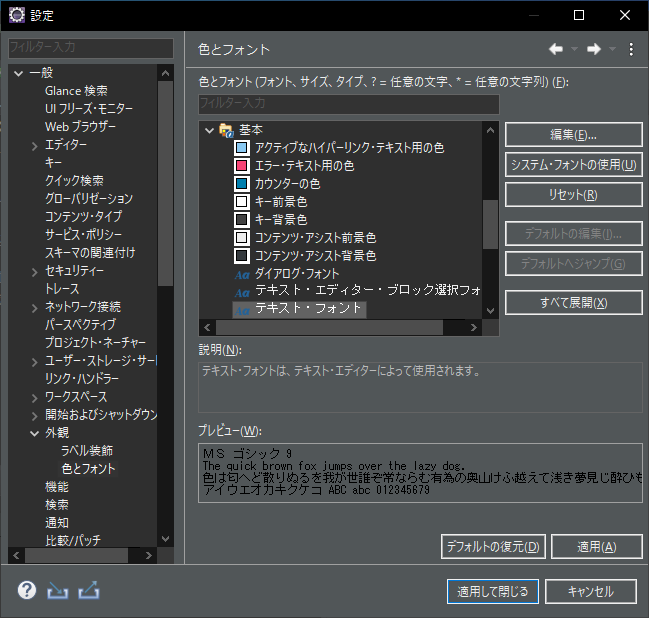 設定
フィルター入力
一般
Glance 検索
UI フリーズ・モニター
Web ブラウザー
エディター
キー
クイック検索
グローバリゼーション
コンテンツ・タイプ
サービス・ポリシー
スキーマの関連付け
セキュリティー
トレース
ネットワーク接続
パースペクティブ
プロジェクト・ネーチャー
ユーザー・ストレージ・サー
リンク・ハンドラー
ワークスペース
開始およびシャットダウン
外観
ラベル装飾
色とフォント
機能
検索
通知
比較/パッチ
色とフォント
色とフォント (フォント、サイズ、タイプ、? = 任意の文字、* = 任意の文字列) (F):
フィルター入力
基本
アクティブなハイパーリンク・テキスト用の色
エラー・テキスト用の色
カウンターの色
キー前景色
キー背景色
コンテンツ・アシスト前景色
コンテンツ・アシスト背景色
Aa ダイアログ・フォント
Aa テキスト・エディター・ブロック選択フォ
Aa テキスト・フォント
編集(E)...
システム・フォントの使用(U)
リセット(R)
デフォルトの編集(I)...
デフォルトへジャンプ(G)
すべて展開(X)
説明(N):
テキスト・フォントは、テキスト・エディターによって使用されます。
プレビュー(W):
ＭＳ ゴシック 9
The quick brown fox jumps over the lazy dog.
色は匂へど散りぬるを我が世誰ぞ常ならむ有為の奥山けふ越えて浅き夢見じ酔ひも
アイウエオカキクケコ ABC abc 012345679
デフォルトの復元(D)
適用(A)
適用して閉じる
キャンセル